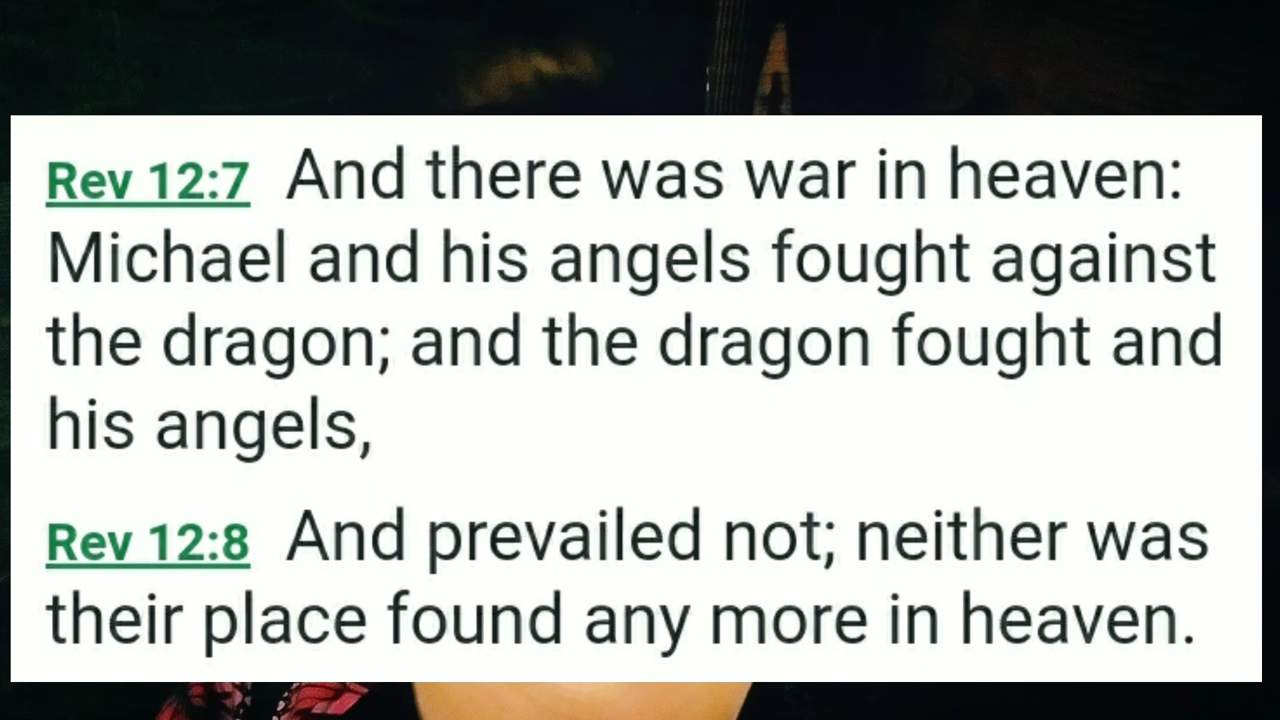 Rev 12:7 And there was war in heaven:
Michael and his angels fought against
the dragon; and the dragon fought and
his angels,
Rev 12:8 And prevailed not; neither was
their place found any more in heaven.